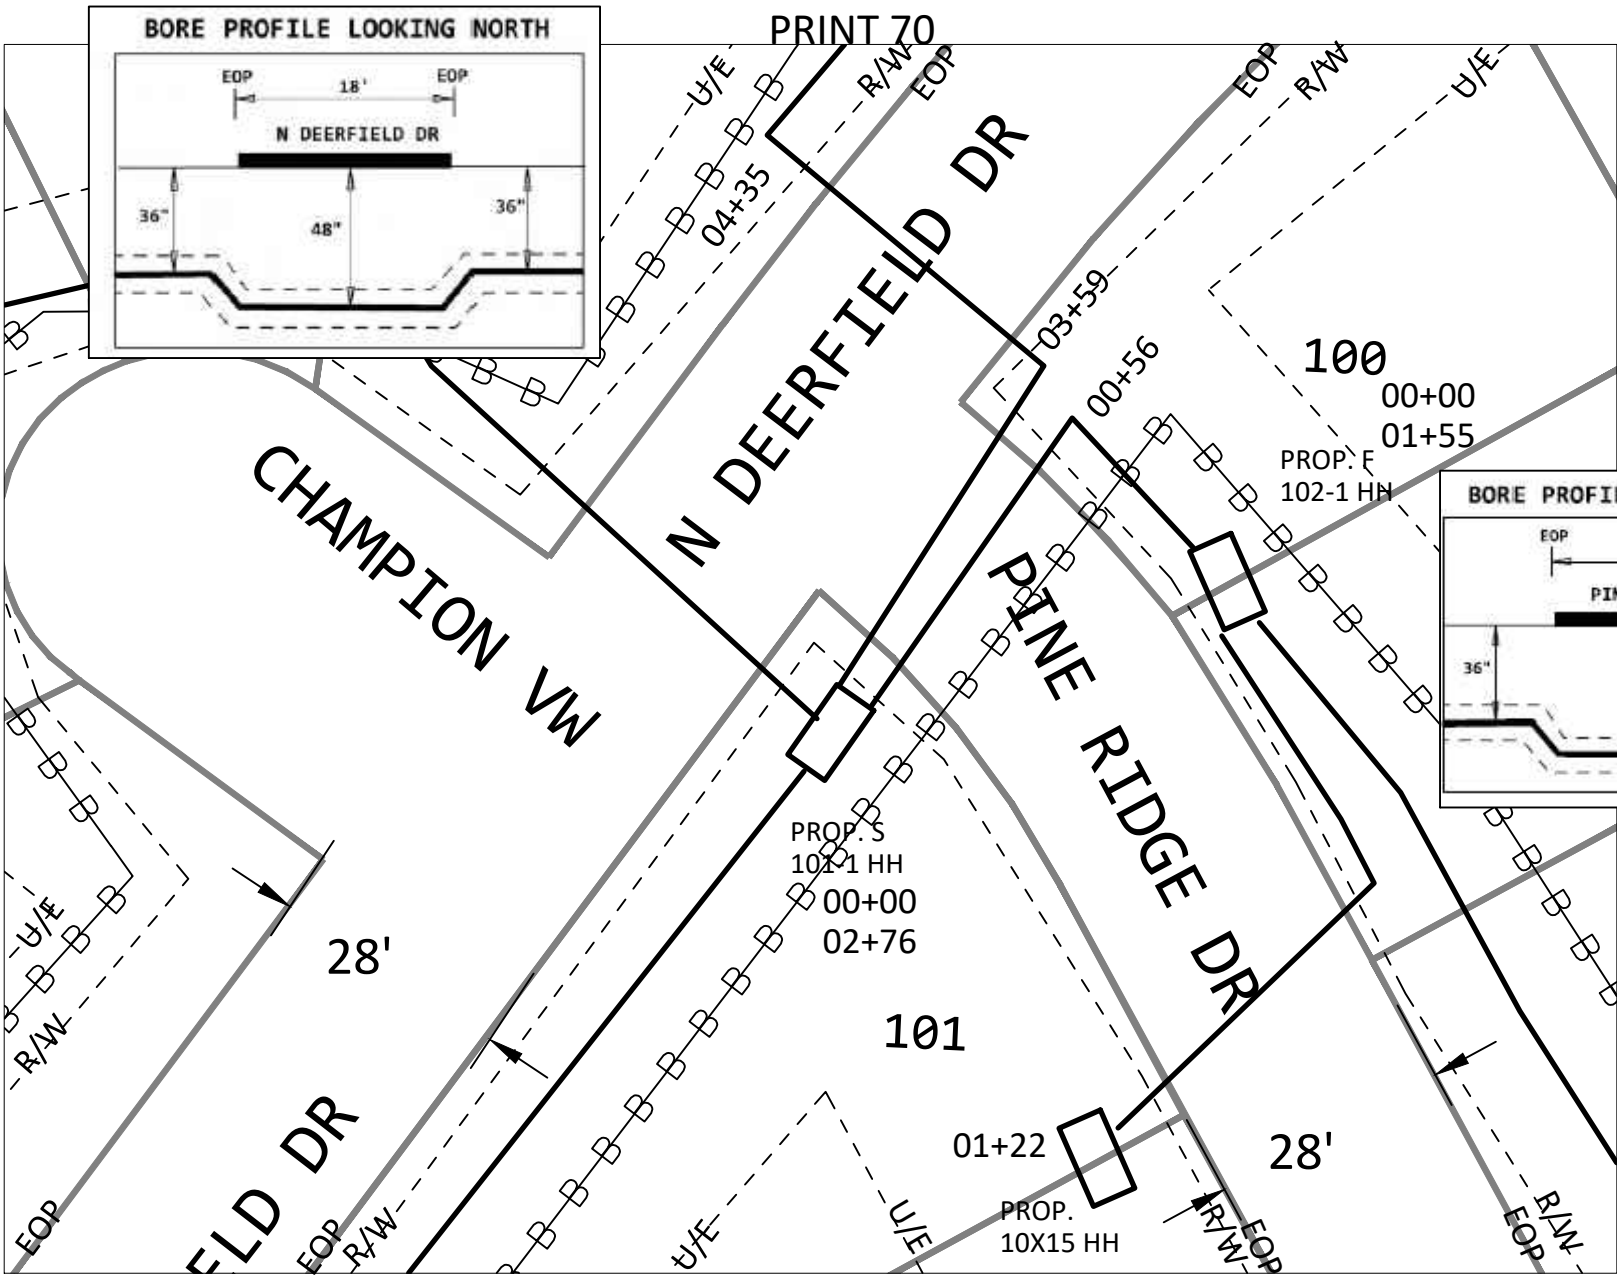 PRINT 70
BORE PROFILE LOOKING NORTH
EOP
EOP
18'
N DEERFIELD DR
36"
48"
36"
U/E
R/W
EOP
EOP
R/W
U/E
04+35
N DEERFIELD DR
03+59
00+56
100
00+00
01+55
PROP. F
102-1 HH
BORE PROFI
EOP
PIN
36"
CHAMPION VW
PINE RIDGE DR
B B B B B B
B B
B B B B B B B B B B B B B B B B B B B B
B B B B B B B
B B B B
B B B
B B B B
PROP. S
101-1 HH
00+00
02+76
28'
U/E
R/W
101
01+22
28'
PROP.
10X15 HH
ELD DR
EOP
EOP
R/W
U/E
U/E
R/W
EOP
EOP
R/W